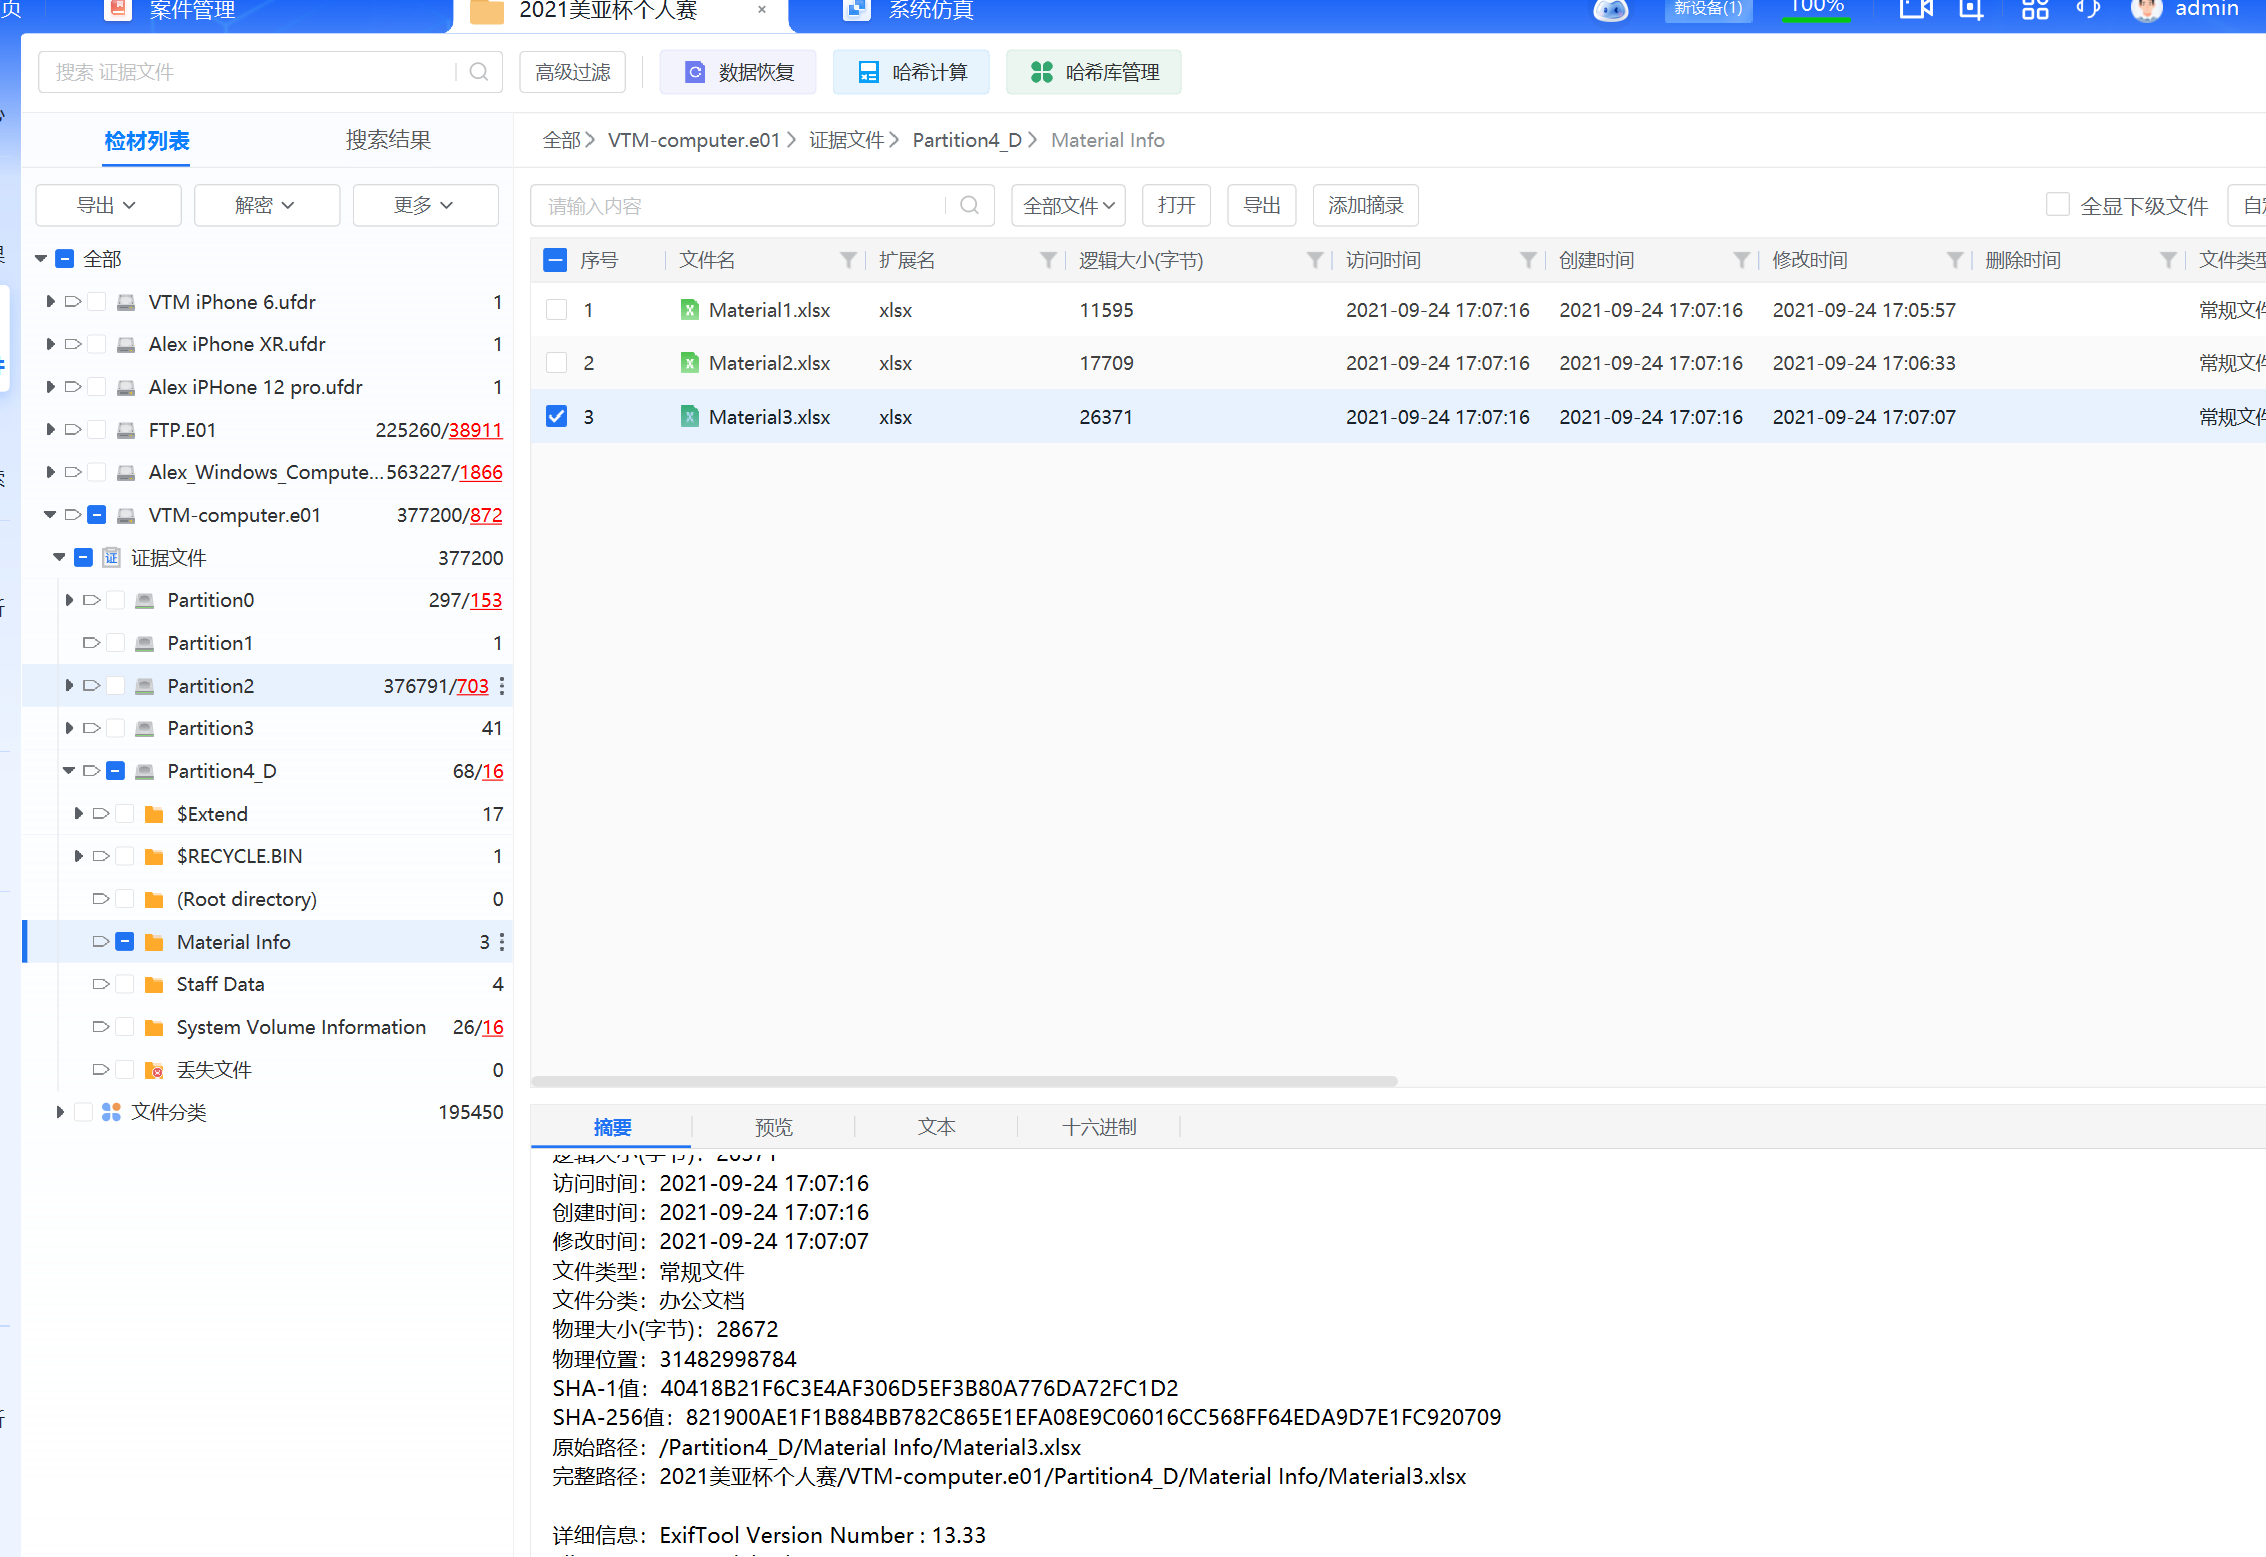 页 案件管理 2021美亚杯个人赛 × 系统仿真 新设备(1) 100% admin
搜索 证据文件 高级过滤 数据恢复 哈希计算 哈希库管理
检材列表 搜索结果
全部 VTM-computer.e01 证据文件 Partition4_D Material Info
导出 解密 更多
请输入内容 全部文件 打开 导出 添加摘录 全显下级文件
序号 文件名 扩展名 逻辑大小(字节) 访问时间 创建时间 修改时间 删除时间 文件类型
1 Material1.xlsx xlsx 11595 2021-09-24 17:07:16 2021-09-24 17:07:16 2021-09-24 17:05:57 常规文件
2 Material2.xlsx xlsx 17709 2021-09-24 17:07:16 2021-09-24 17:07:16 2021-09-24 17:06:33 常规文件
3 Material3.xlsx xlsx 26371 2021-09-24 17:07:16 2021-09-24 17:07:16 2021-09-24 17:07:07 常规文件
全部
VTM iPhone 6.ufdr 1
Alex iPhone XR.ufdr 1
Alex iPHone 12 pro.ufdr 1
FTP.E01 225260/38911
Alex_Windows_Compute...563227/1866
VTM-computer.e01 377200/872
证据文件 377200
Partition0 297/153
Partition1 1
Partition2 376791/703
Partition3 41
Partition4_D 68/16
$Extend 17
$RECYCLE.BIN 1
(Root directory) 0
Material Info 3
Staff Data 4
System Volume Information 26/16
丢失文件 0
文件分类 195450
摘要 预览 文本 十六进制
逻辑大小(字节)：26371
访问时间：2021-09-24 17:07:16
创建时间：2021-09-24 17:07:16
修改时间：2021-09-24 17:07:07
文件类型：常规文件
文件分类：办公文档
物理大小(字节)：28672
物理位置：31482998784
SHA-1值：40418B21F6C3E4AF306D5EF3B80A776DA72FC1D2
SHA-256值：821900AE1F1B884BB782C865E1EFA08E9C06016CC568FF64EDA9D7E1FC920709
原始路径：/Partition4_D/Material Info/Material3.xlsx
完整路径：2021美亚杯个人赛/VTM-computer.e01/Partition4_D/Material Info/Material3.xlsx
详细信息：ExifTool Version Number : 13.33